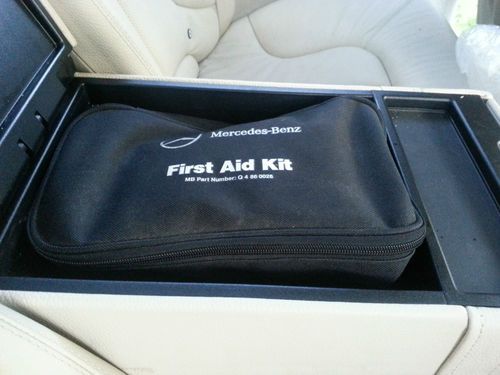 Mercedes-Benz
First Aid Kit
MB Part Number: Q 4 86 0026